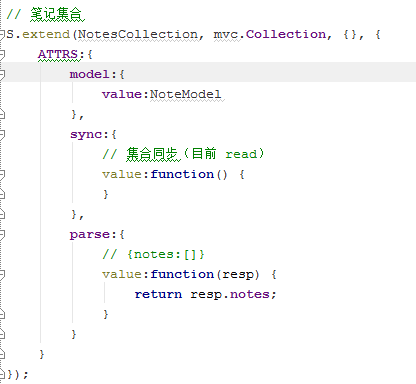 // 笔记集合
S.extend(NotesCollection, mvc.Collection, {}, {
ATTRS:{
model:{
value:NoteModel
},
sync:{
// 集合同步（目前 read）
value:function() {
}
},
parse:{
// {notes:[]}
value:function(resp) {
return resp.notes;
}
}
}
});